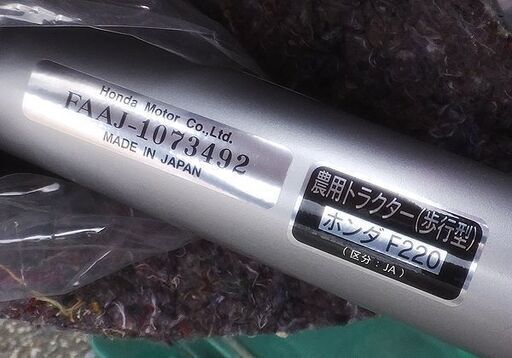 Honda Motor Co.,Ltd.
FAAJ-1073492
MADE IN JAPAN
農用トラクター(歩行型)
ホンダ F220
(区分:JA)